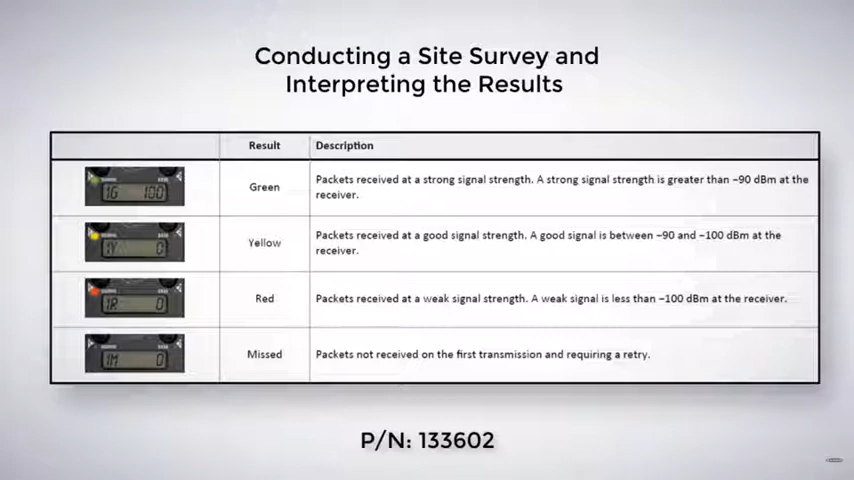 Conducting a Site Survey and
Interpreting the Results
Result Description
1G 100 Green Packets received at a strong signal strength. A strong signal strength is greater than −90 dBm at the
receiver.
1Y 0 Yellow Packets received at a good signal strength. A good signal is between −90 and −100 dBm at the
receiver.
1R 0 Red Packets received at a weak signal strength. A weak signal is less than −100 dBm at the receiver.
1M 0 Missed Packets not received on the first transmission and requiring a retry.
P/N: 133602